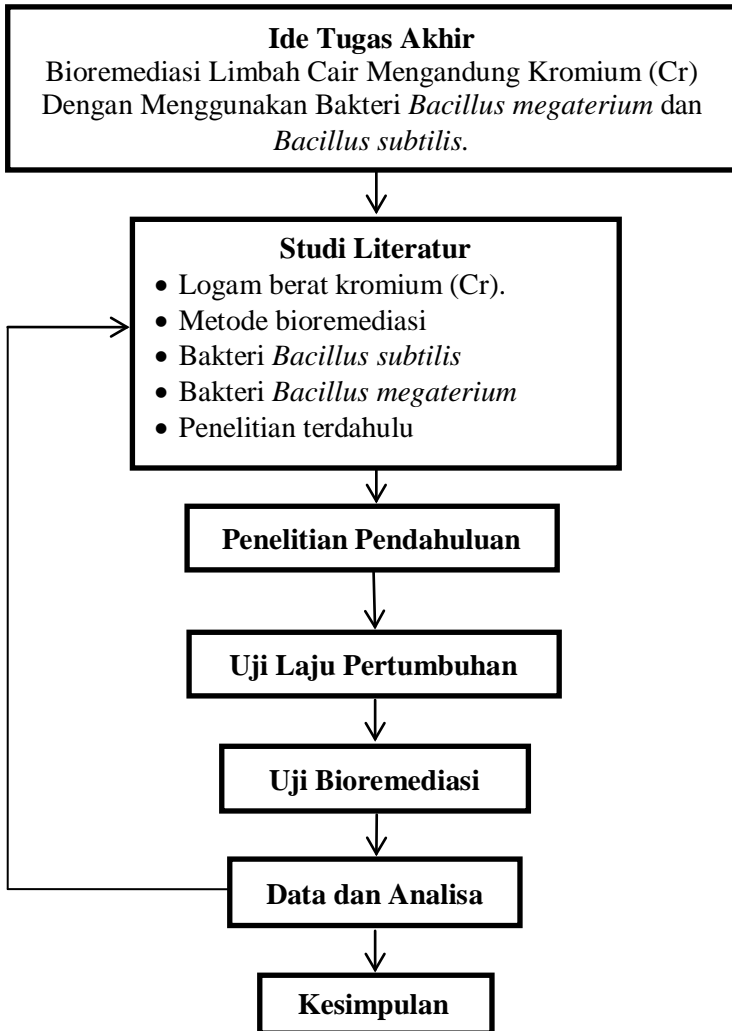 Ide Tugas Akhir
Bioremediasi Limbah Cair Mengandung Kromium (Cr)
Dengan Menggunakan Bakteri Bacillus megaterium dan
Bacillus subtilis.
Studi Literatur
• Logam berat kromium (Cr).
• Metode bioremediasi
• Bakteri Bacillus subtilis
• Bakteri Bacillus megaterium
• Penelitian terdahulu
Penelitian Pendahuluan
Uji Laju Pertumbuhan
Uji Bioremediasi
Data dan Analisa
Kesimpulan